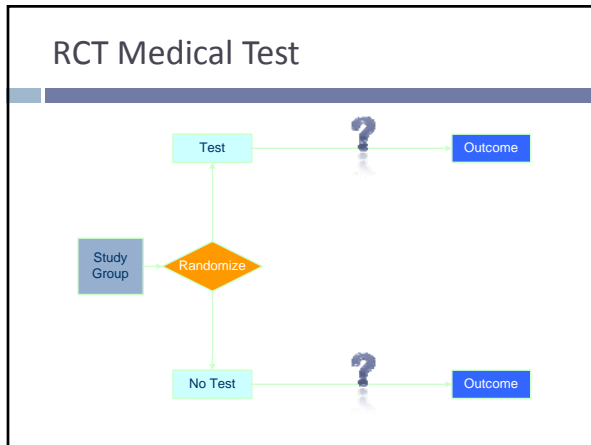 RCT Medical Test
Test
?
Outcome
Study
Group
Randomize
No Test
?
Outcome